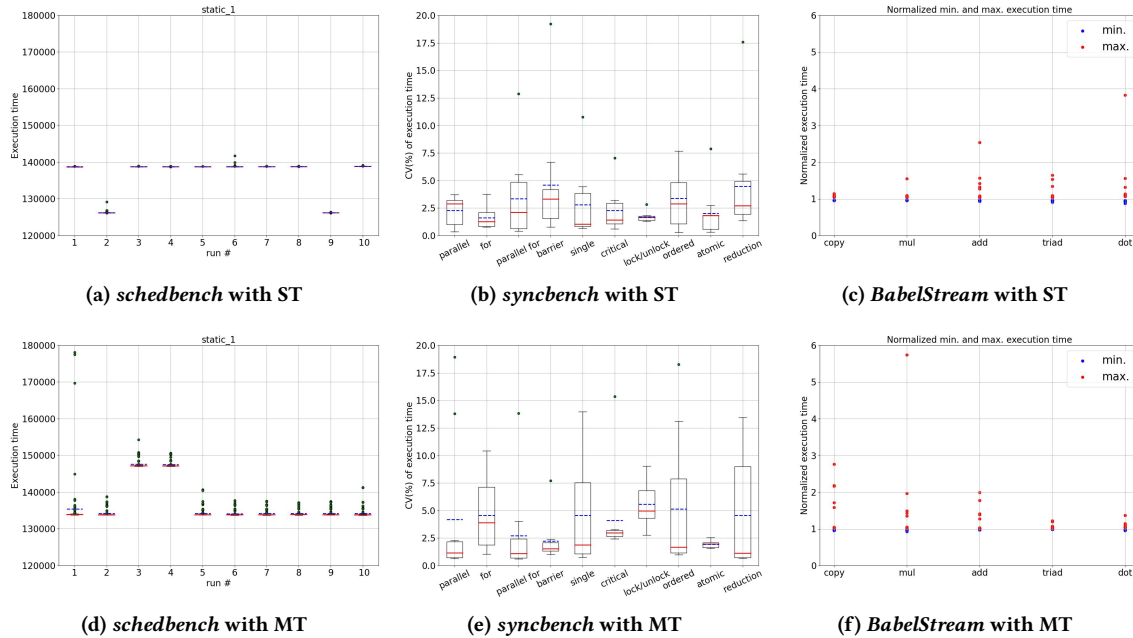 static_1
180000
170000
160000
150000
140000
130000
120000
Execution time
1 2 3 4 5 6 7 8 9 10
run #
(a) schedbench with ST
20.0
17.5
15.0
12.5
10.0
7.5
5.0
2.5
0.0
CV(%) of execution time
parallel for parallel for barrier single critical lock/unlock ordered atomic reduction
(b) syncbench with ST
Normalized min. and max. execution time
min.
max.
6
5
4
3
2
1
0
Normalized execution time
copy mul add triad dot
(c) BabelStream with ST
static_1
180000
170000
160000
150000
140000
130000
120000
Execution time
1 2 3 4 5 6 7 8 9 10
run #
(d) schedbench with MT
20.0
17.5
15.0
12.5
10.0
7.5
5.0
2.5
0.0
CV(%) of execution time
parallel for parallel for barrier single critical lock/unlock ordered atomic reduction
(e) syncbench with MT
Normalized min. and max. execution time
min.
max.
6
5
4
3
2
1
0
Normalized execution time
copy mul add triad dot
(f) BabelStream with MT